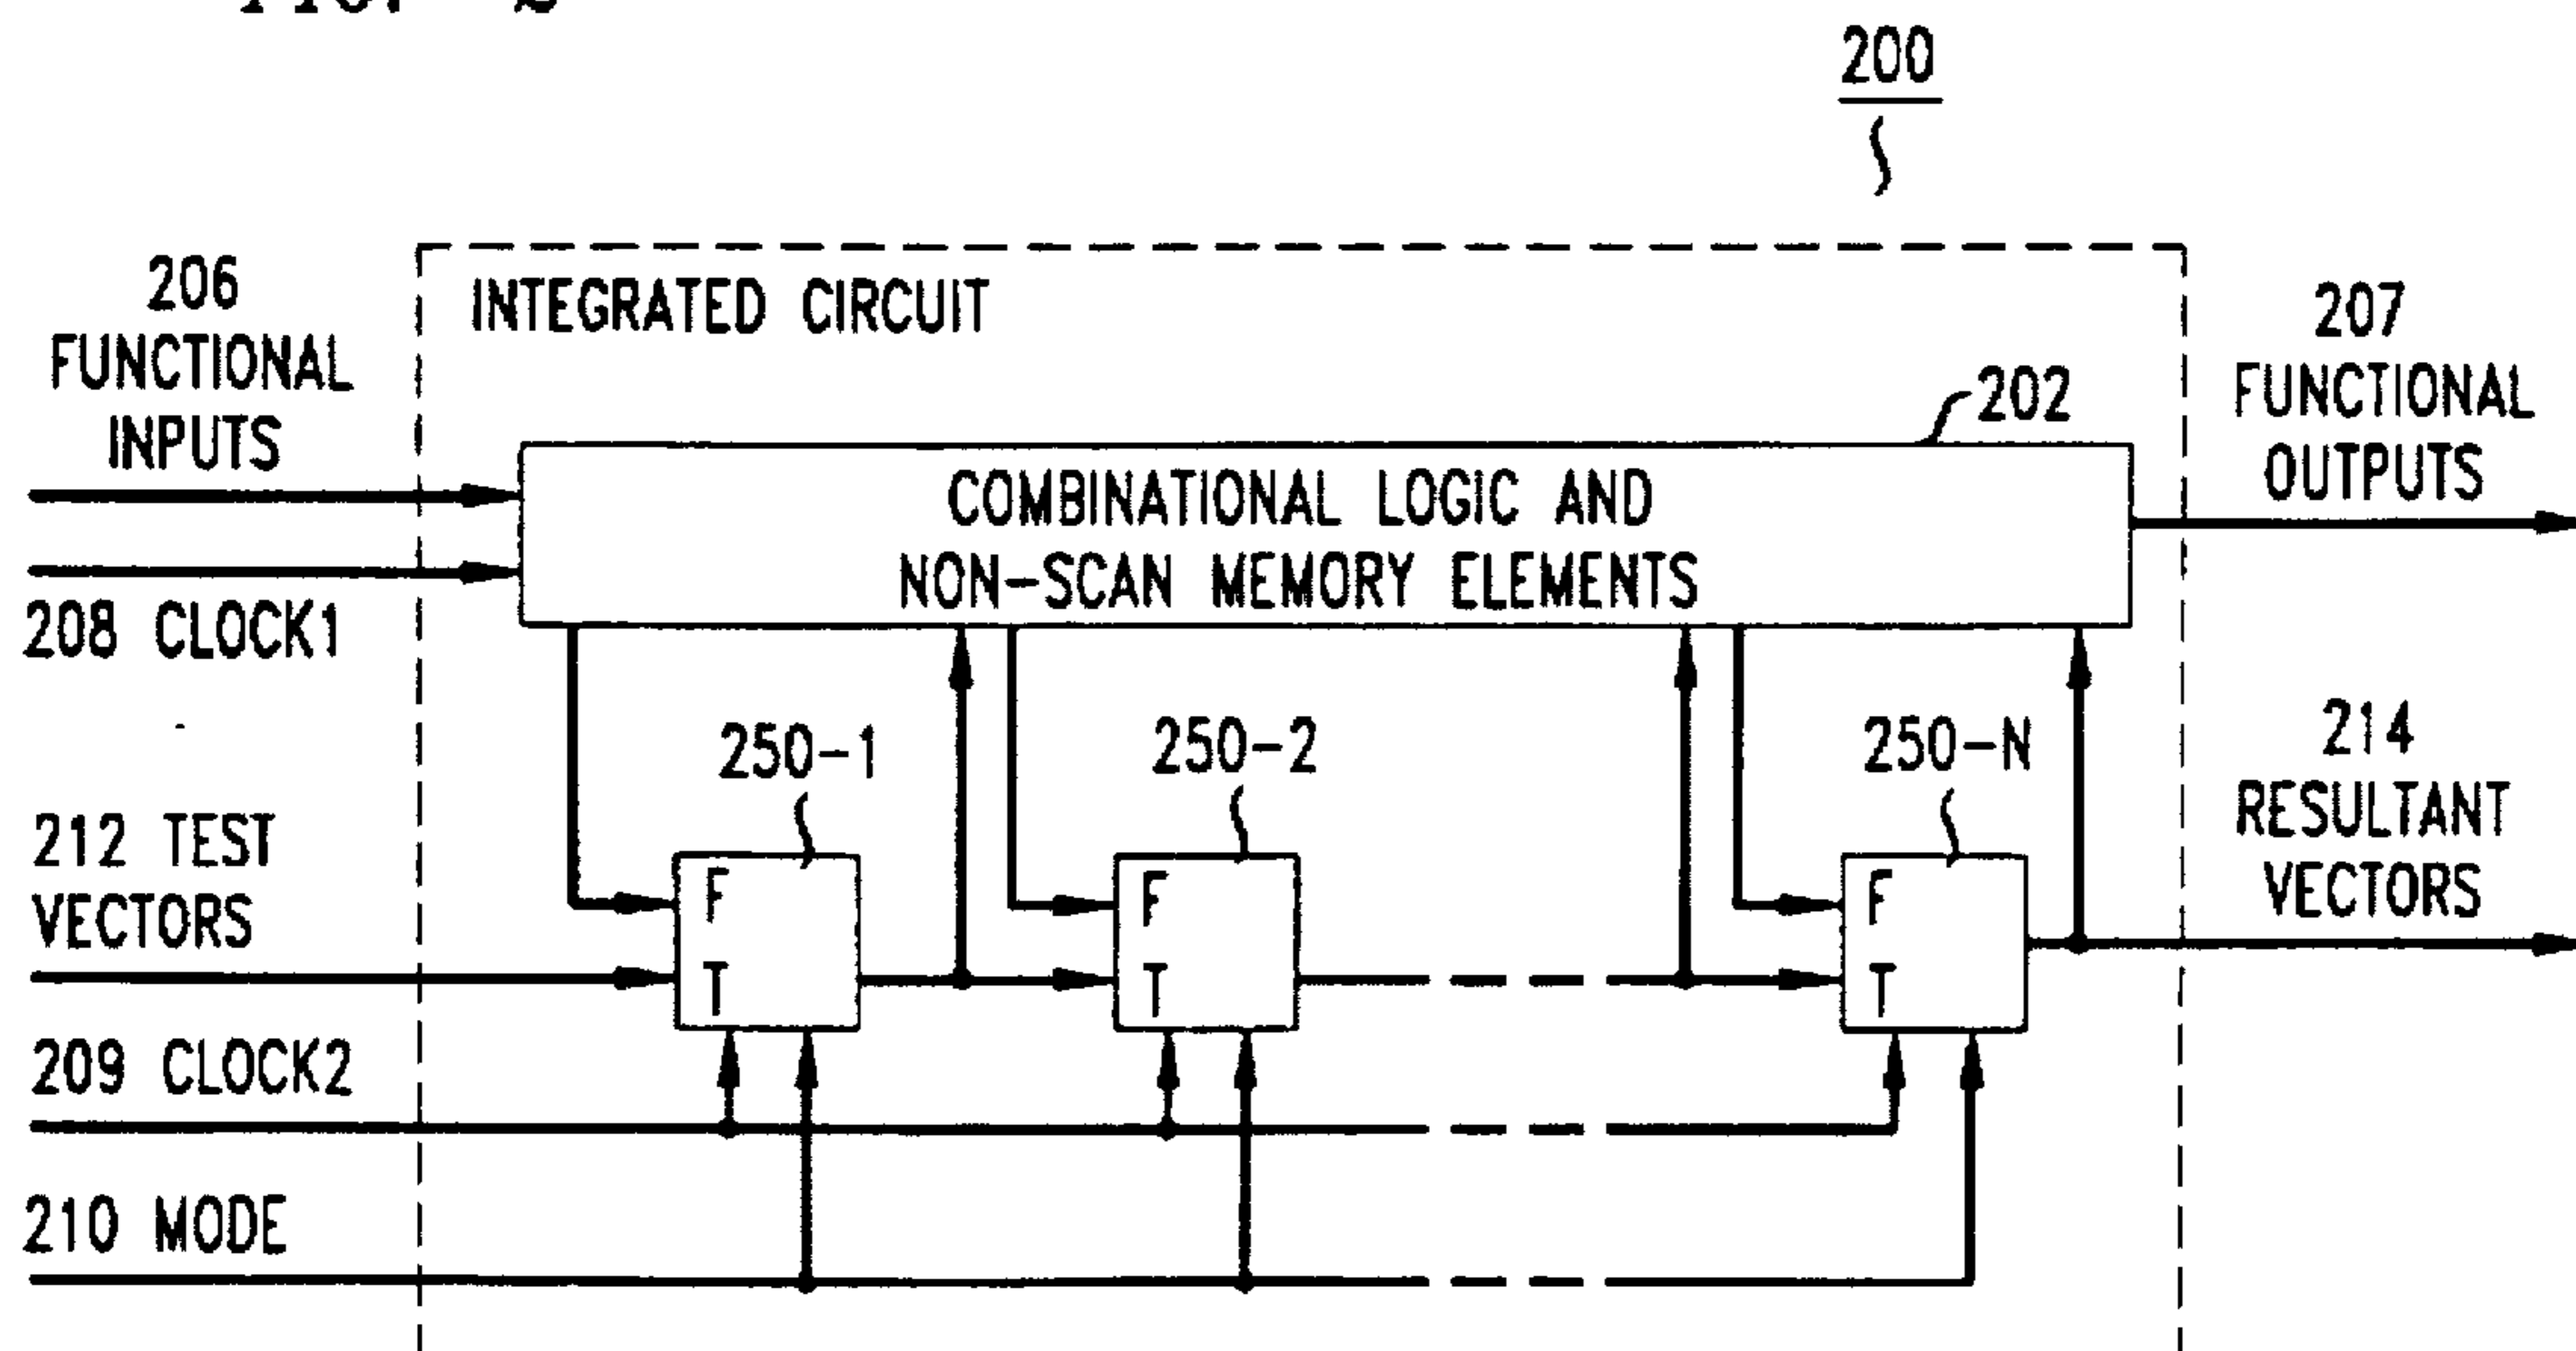 200
206
FUNCTIONAL
INPUTS
INTEGRATED CIRCUIT
207
FUNCTIONAL
OUTPUTS
202
COMBINATIONAL LOGIC AND
NON-SCAN MEMORY ELEMENTS
208 CLOCK1
250-1
250-2
250-N
214
RESULTANT
VECTORS
212 TEST
VECTORS
F
T
F
T
F
T
209 CLOCK2
210 MODE